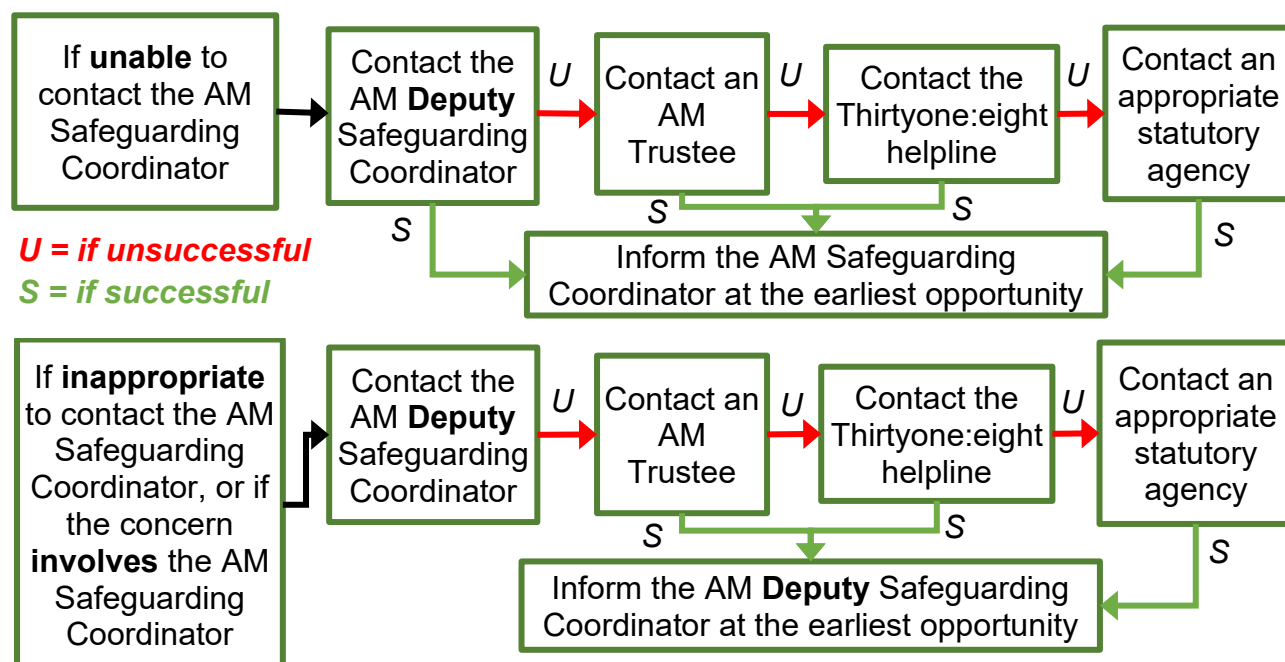 If unable to
contact the AM
Safeguarding
Coordinator
Contact the
AM Deputy
Safeguarding
Coordinator
U
Contact an
AM
Trustee
U
Contact the
Thirtyone:eight
helpline
U
Contact an
appropriate
statutory
agency
S
S
S
S
U = if unsuccessful
S = if successful
Inform the AM Safeguarding
Coordinator at the earliest opportunity
If inappropriate
to contact the AM
Safeguarding
Coordinator, or if
the concern
involves the AM
Safeguarding
Coordinator
Contact the
AM Deputy
Safeguarding
Coordinator
U
Contact an
AM
Trustee
U
Contact the
Thirtyone:eight
helpline
U
Contact an
appropriate
statutory
agency
S
S
S
Inform the AM Deputy Safeguarding
Coordinator at the earliest opportunity